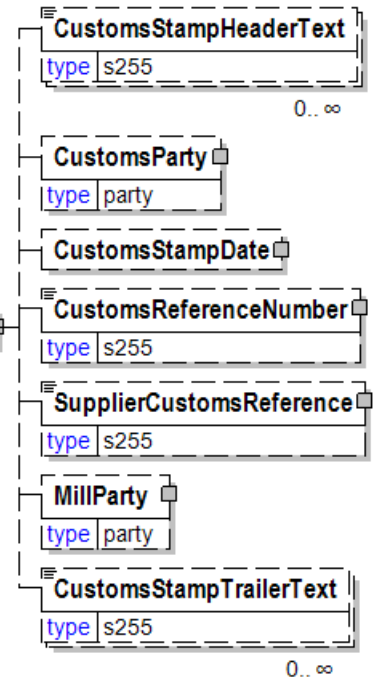 CustomsStampHeaderText
type s255
0.. ∞
CustomsParty
type party
CustomsStampDate
CustomsReferenceNumber
type s255
SupplierCustomsReference
type s255
MillParty
type party
CustomsStampTrailerText
type s255
0.. ∞